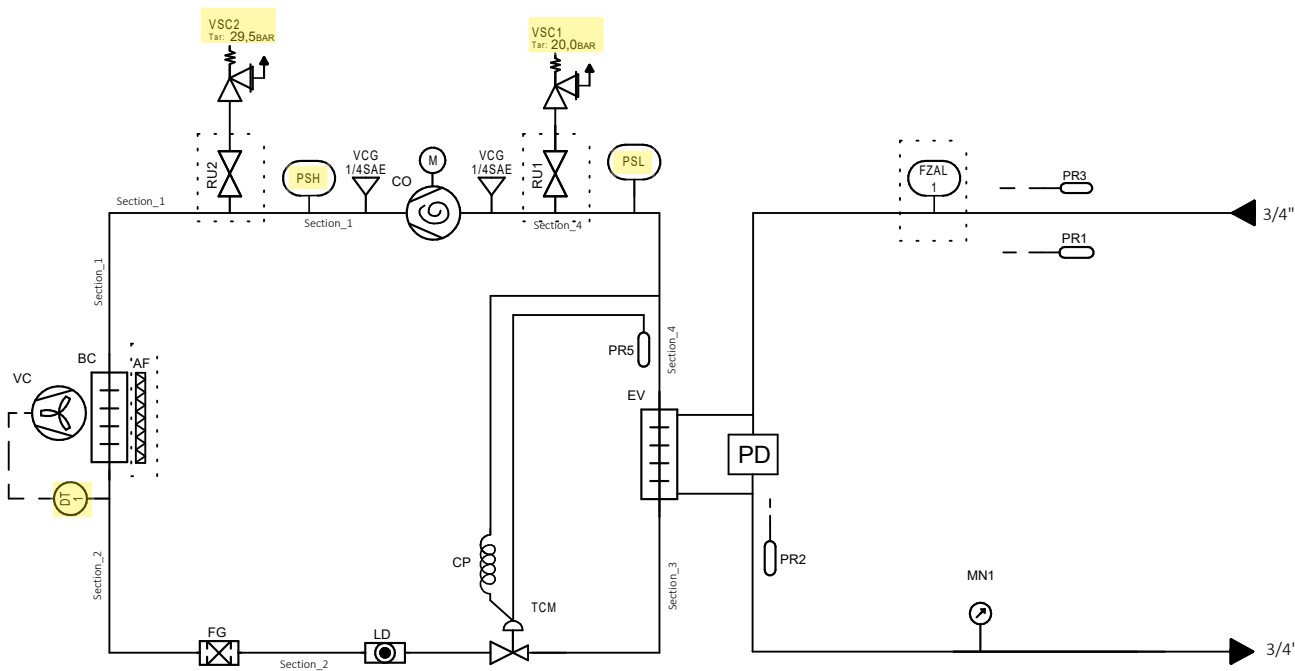 VSC2
Tar: 29,5BAR
VSC1
Tar: 20,0BAR
RU2
PSH
VCG
1/4SAE
M
CO
VCG
1/4SAE
RU1
PSL
FZAL
1
PR3
Section_1
Section_1
Section_4
3/4"
PR1
Section_1
BC
AF
VC
PR5
Section_4
EV
PD
DT
1
Section_2
CP
PR2
Section_3
MN1
TCM
FG
LD
Section_2
3/4'